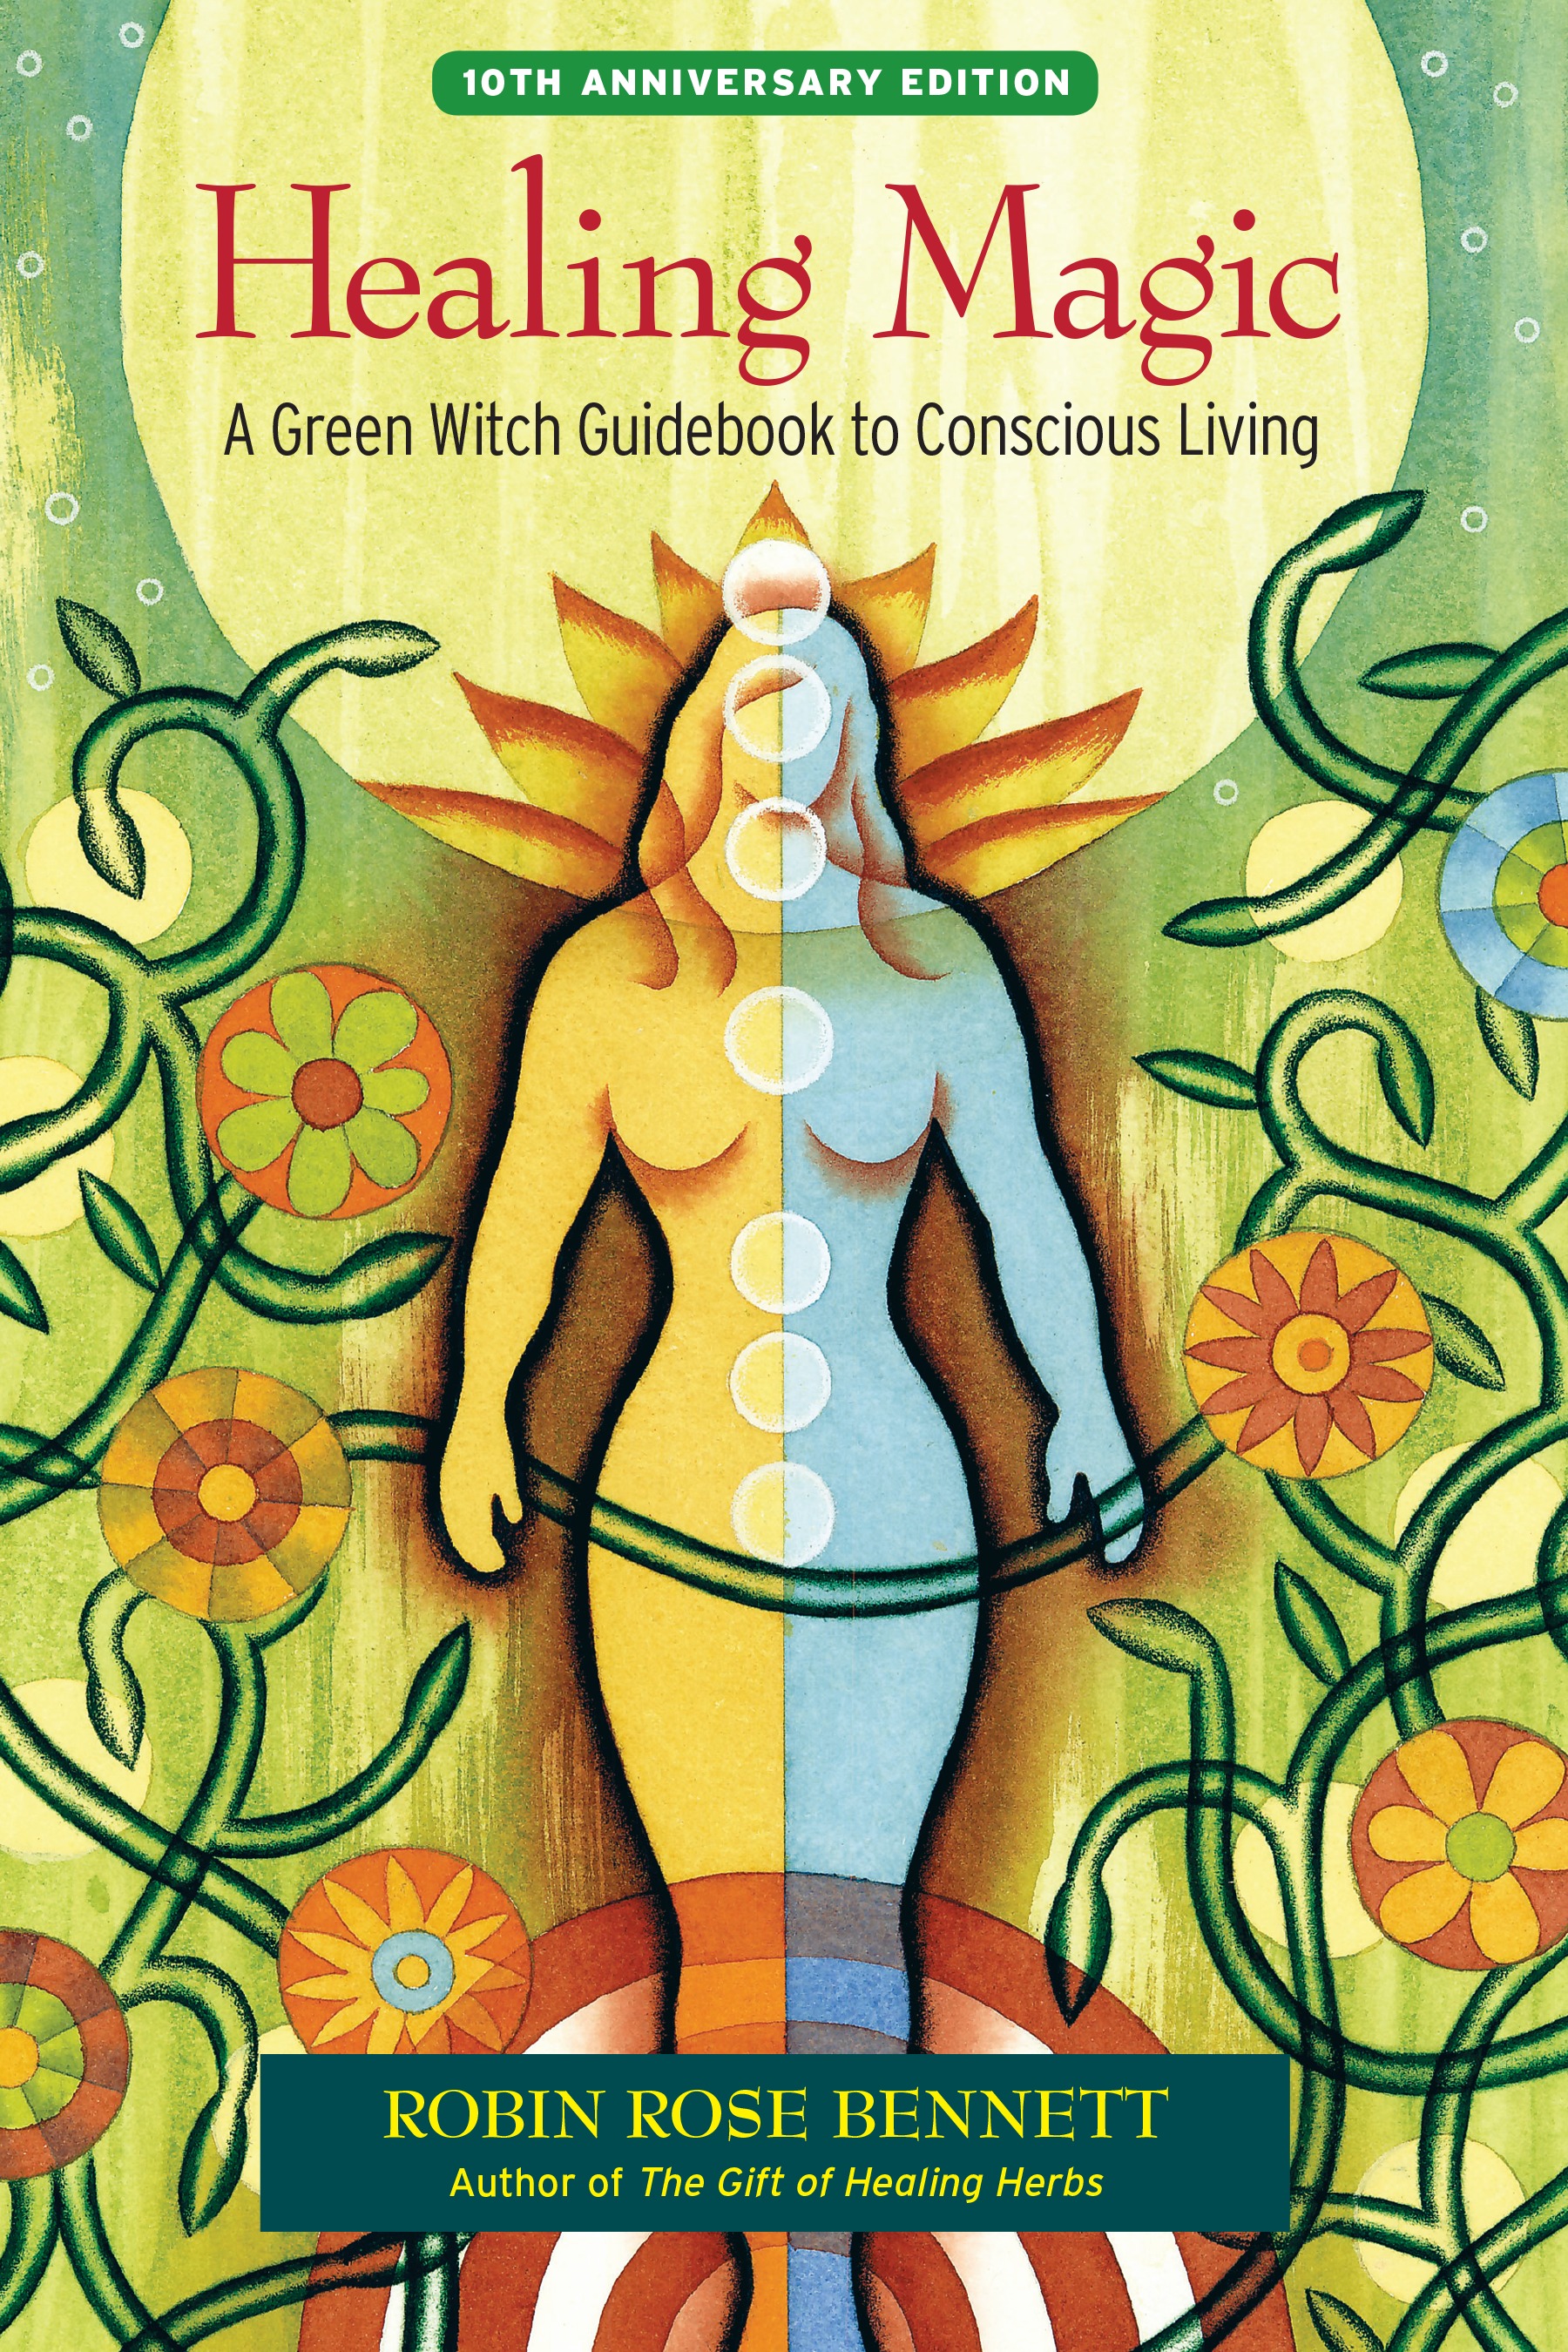 10TH ANNIVERSARY EDITION
Healing Magic
A Green Witch Guidebook to Conscious Living
ROBIN ROSE BENNETT
Author of The Gift of Healing Herbs